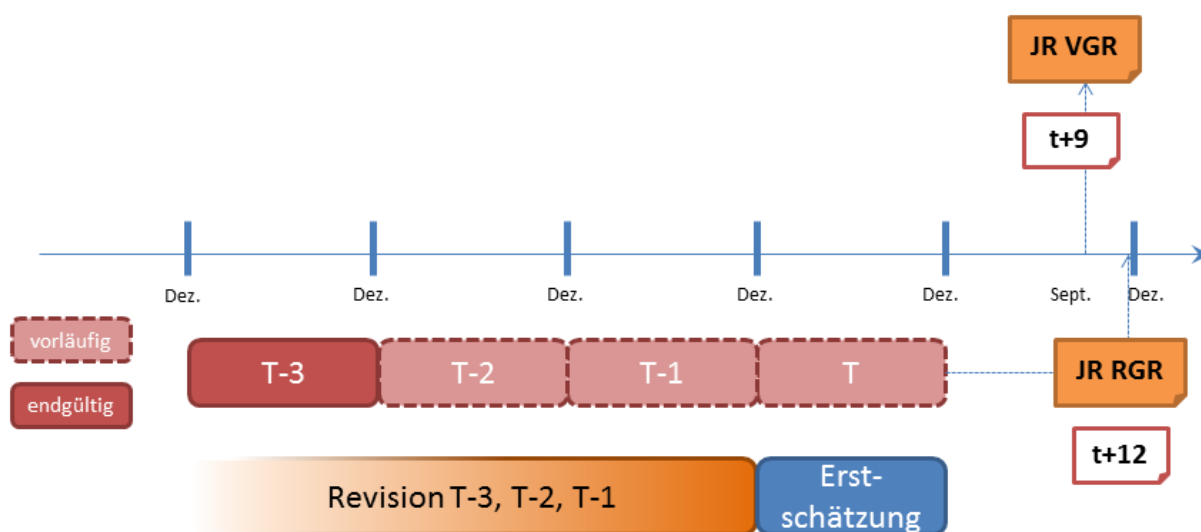 JR VGR
t+9
Dez.
Dez.
Dez.
Dez.
Dez.
Sept.
Dez.
vorläufig
endgültig
T-3
T-2
T-1
T
JR RGR
t+12
Revision T-3, T-2, T-1
Erst-
schätzung